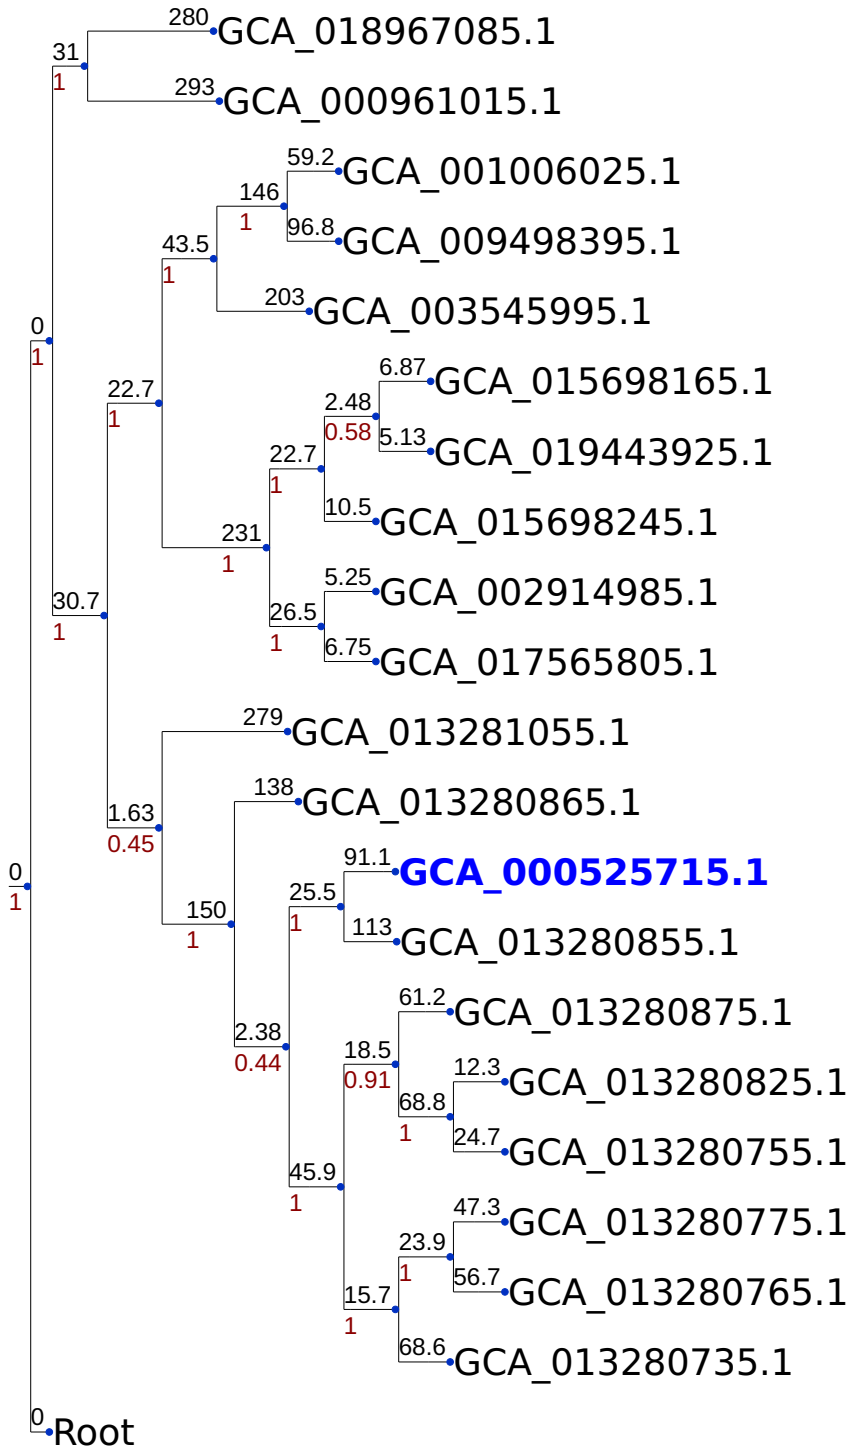 280
GCA_018967085.1
31
1
293
GCA_000961015.1
59.2
GCA_001006025.1
146
1
96.8
GCA_009498395.1
43.5
1
203
GCA_003545995.1
0
1
6.87
GCA_015698165.1
22.7
1
2.48
0.58
5.13
GCA_019443925.1
22.7
1
10.5
GCA_015698245.1
231
1
5.25
GCA_002914985.1
30.7
1
26.5
1
6.75
GCA_017565805.1
279
GCA_013281055.1
138
GCA_013280865.1
1.63
0.45
91.1
GCA_000525715.1
0
1
25.5
1
150
1
113
GCA_013280855.1
61.2
GCA_013280875.1
2.38
0.44
18.5
0.91
12.3
GCA_013280825.1
68.8
1
24.7
GCA_013280755.1
45.9
1
47.3
GCA_013280775.1
23.9
1
56.7
GCA_013280765.1
15.7
1
68.6
GCA_013280735.1
0
Root